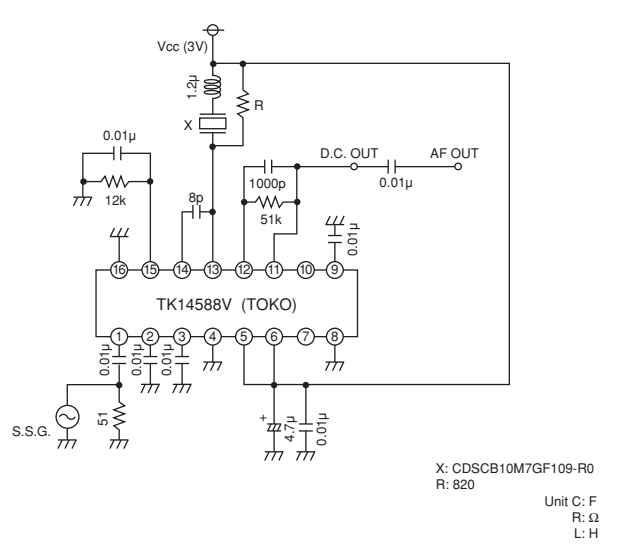 Vcc (3V)
1.2μ
R
X
0.01μ
D.C. OUT
AF OUT
12k
8p
1000p
0.01μ
51k
0.01μ
16 15 14 13 12 11 10 9
TK14588V (TOKO)
1 2 3 4 5 6 7 8
0.01μ
0.01μ
0.01μ
S.S.G.
51
+
4.7μ
0.01μ
X: CDSCB10M7GF109-R0
R: 820
Unit C: F
R: Ω
L: H